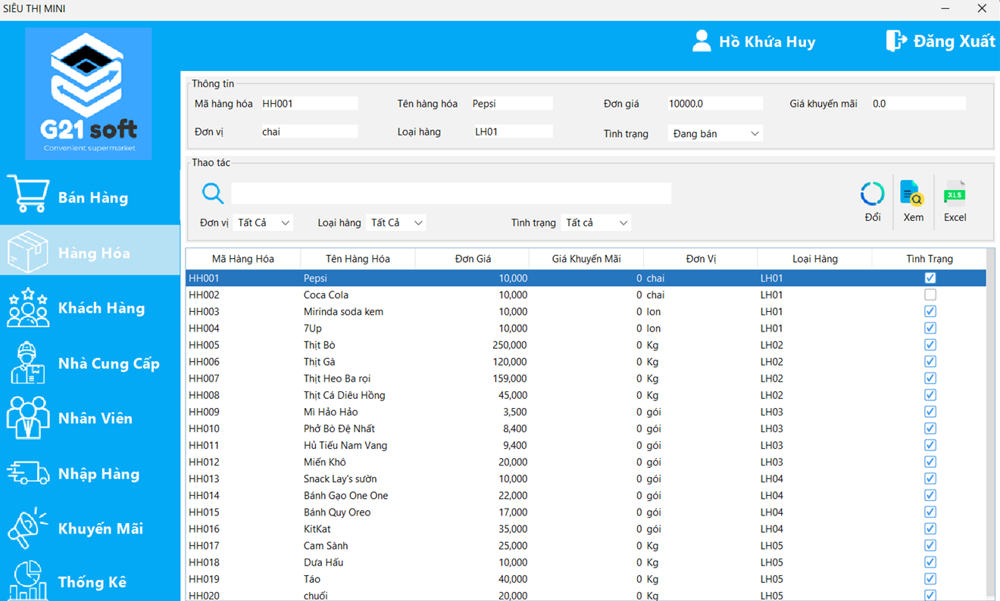 SIÊU THỊ MINI
G21 soft
Convenient supermarket
Hồ Khứa Huy
Đăng Xuất
Bán Hàng
Hàng Hóa
Khách Hàng
Nhà Cung Cấp
Nhân Viên
Nhập Hàng
Khuyến Mãi
Thống Kê
Thông tin
Mã hàng hóa HH001 Tên hàng hóa Pepsi Đơn giá 10000.0 Giá khuyến mãi 0.0
Đơn vị chai Loại hàng LH01 Tình trạng Đang bán
Thao tác
Đổi Xem XLS Excel
Đơn vị Tất Cả Loại hàng Tất Cả Tình trạng Tất cả
Mã Hàng Hóa Tên Hàng Hóa Đơn Giá Giá Khuyến Mãi Đơn Vị Loại Hàng Tình Trạng
HH001 Pepsi 10,000 0 chai LH01
HH002 Coca Cola 10,000 0 chai LH01
HH003 Mirinda soda kem 10,000 0 lon LH01
HH004 7Up 10,000 0 lon LH01
HH005 Thịt Bò 250,000 0 Kg LH02
HH006 Thịt Gà 120,000 0 Kg LH02
HH007 Thịt Heo Ba rọi 159,000 0 Kg LH02
HH008 Thịt Cá Diêu Hồng 45,000 0 Kg LH02
HH009 Mì Hảo Hảo 3,500 0 gói LH03
HH010 Phở Bò Đệ Nhất 8,400 0 gói LH03
HH011 Hủ Tiếu Nam Vang 9,400 0 gói LH03
HH012 Miến Khô 20,000 0 gói LH03
HH013 Snack Lay's sườn 10,000 0 gói LH04
HH014 Bánh Gạo One One 22,000 0 gói LH04
HH015 Bánh Quy Oreo 17,000 0 gói LH04
HH016 KitKat 35,000 0 gói LH04
HH017 Cam Sành 25,000 0 Kg LH05
HH018 Dưa Hấu 10,000 0 Kg LH05
HH019 Táo 40,000 0 Kg LH05
HH020 chuối 20,000 0 Kg LH05